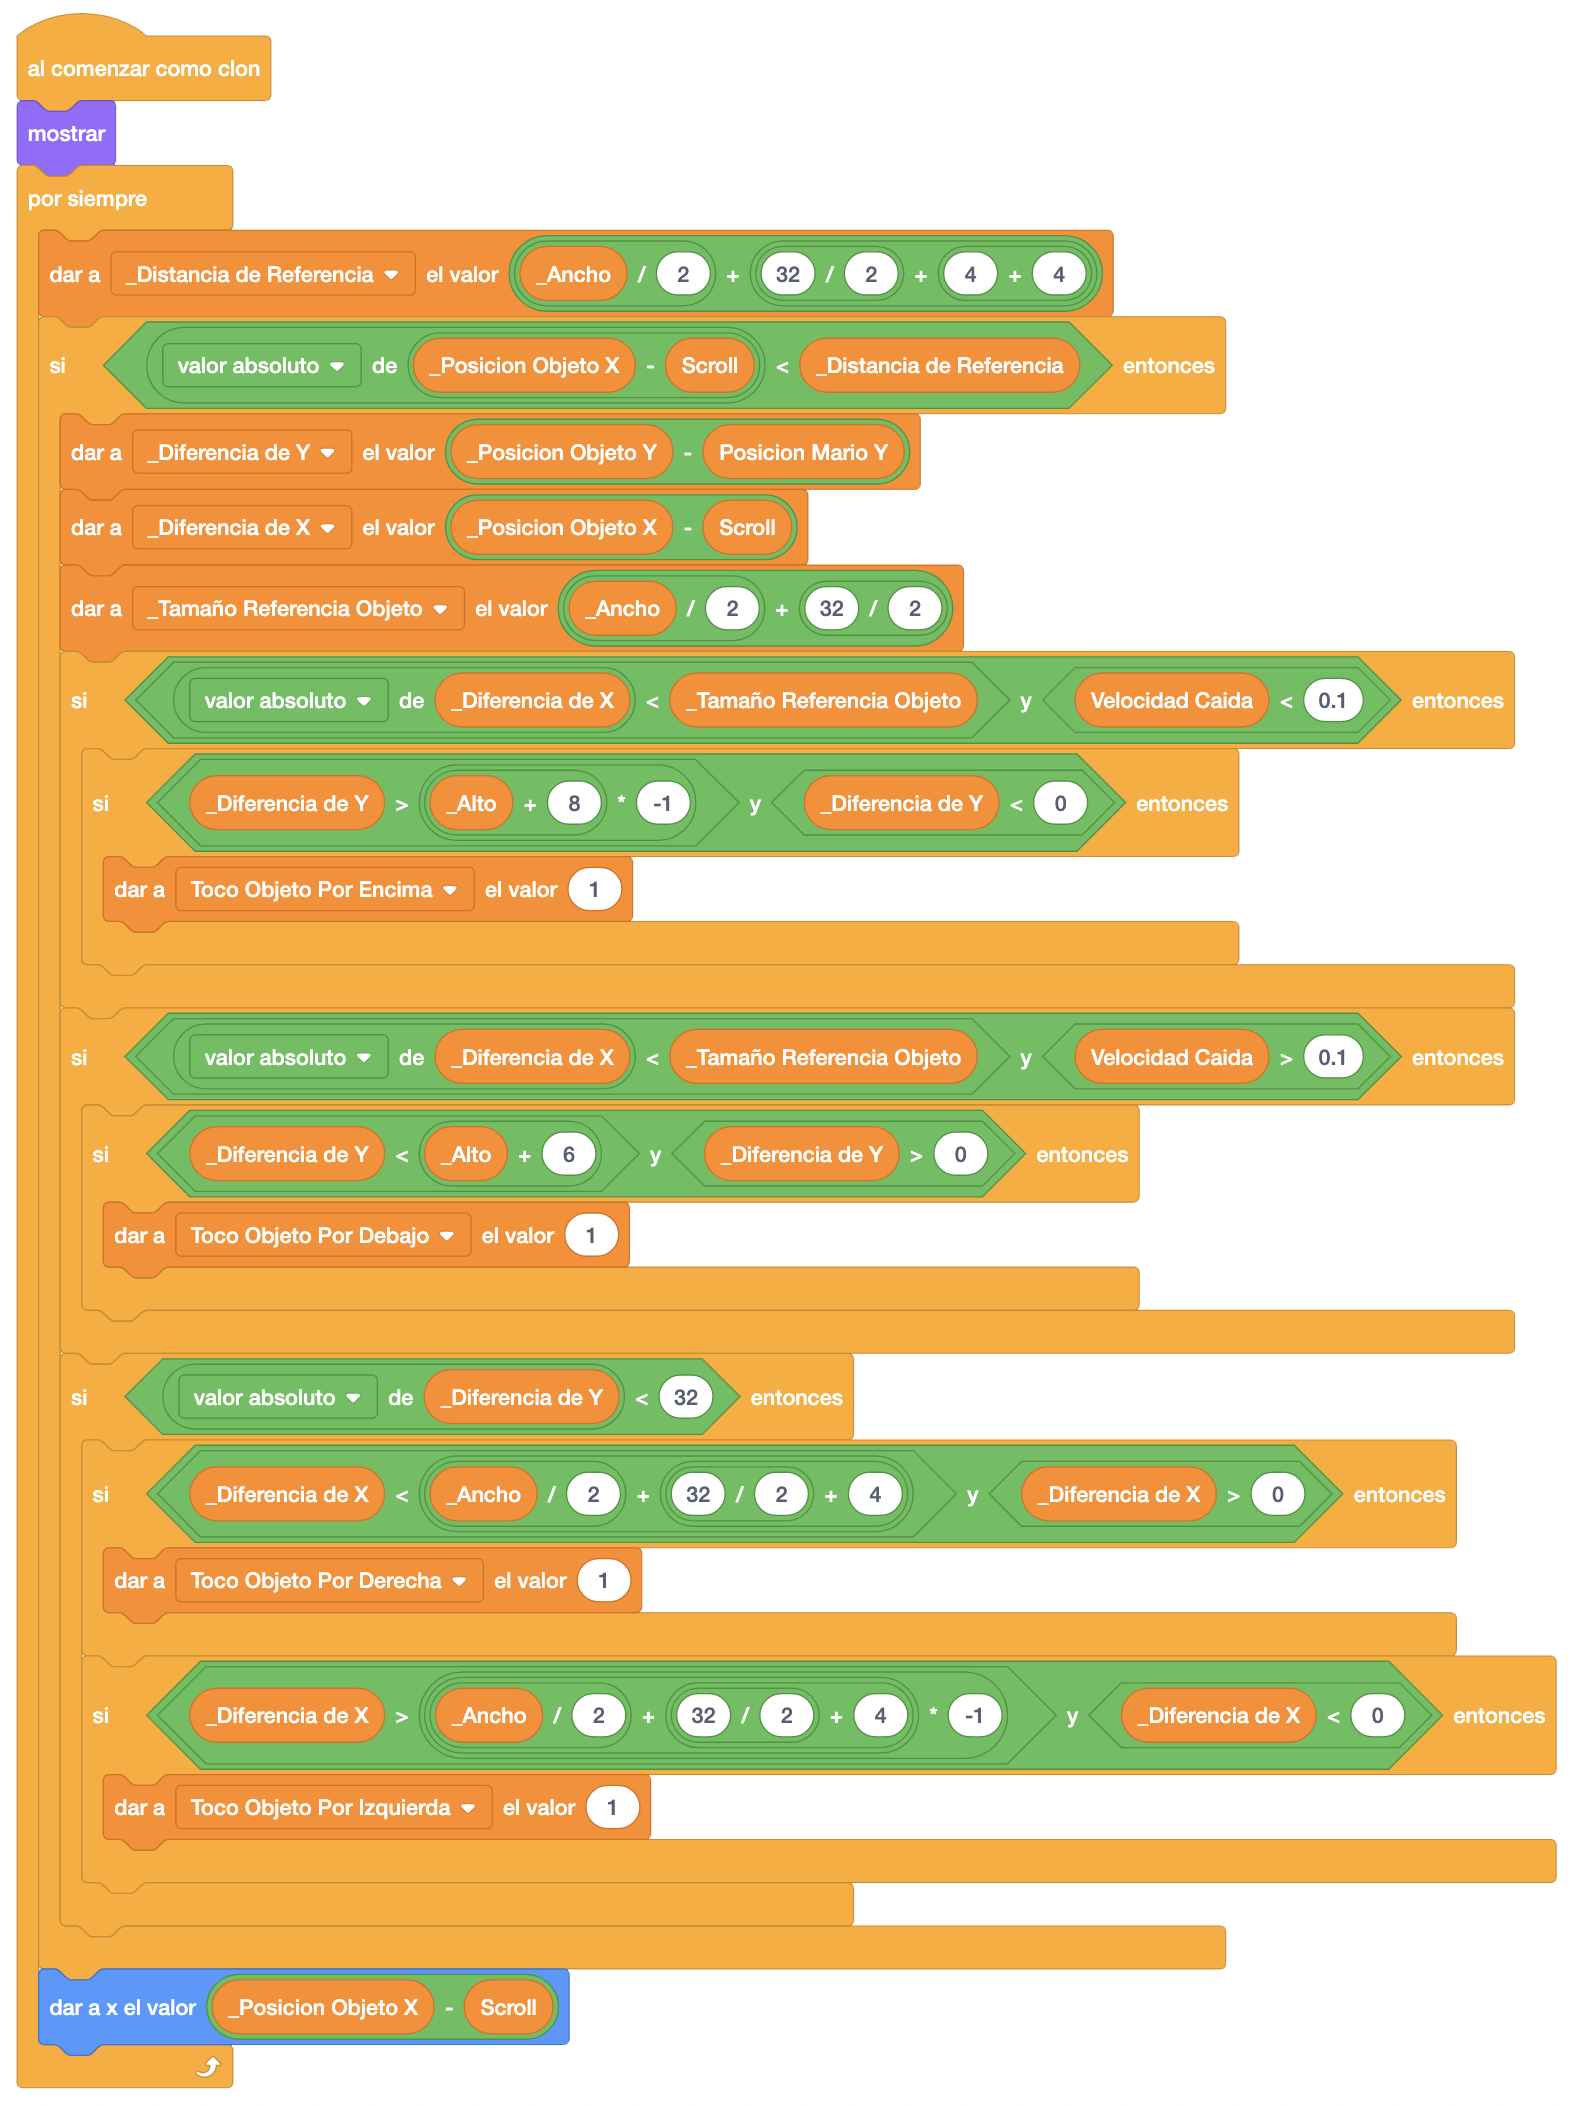 al comenzar como clon
mostrar
por siempre
dar a _Distancia de Referencia el valor _Ancho / 2 + 32 / 2 + 4 + 4
si valor absoluto de _Posicion Objeto X - Scroll < _Distancia de Referencia entonces
dar a _Diferencia de Y el valor _Posicion Objeto Y - Posicion Mario Y
dar a _Diferencia de X el valor _Posicion Objeto X - Scroll
dar a _Tamaño Referencia Objeto el valor _Ancho / 2 + 32 / 2
si valor absoluto de _Diferencia de X < _Tamaño Referencia Objeto y Velocidad Caida < 0.1 entonces
si _Diferencia de Y > _Alto + 8 * -1 y _Diferencia de Y < 0 entonces
dar a Toco Objeto Por Encima el valor 1
si valor absoluto de _Diferencia de X < _Tamaño Referencia Objeto y Velocidad Caida > 0.1 entonces
si _Diferencia de Y < _Alto + 6 y _Diferencia de Y > 0 entonces
dar a Toco Objeto Por Debajo el valor 1
si valor absoluto de _Diferencia de Y < 32 entonces
si _Diferencia de X < _Ancho / 2 + 32 / 2 + 4 y _Diferencia de X > 0 entonces
dar a Toco Objeto Por Derecha el valor 1
si _Diferencia de X > _Ancho / 2 + 32 / 2 + 4 * -1 y _Diferencia de X < 0 entonces
dar a Toco Objeto Por Izquierda el valor 1
dar a x el valor _Posicion Objeto X - Scroll